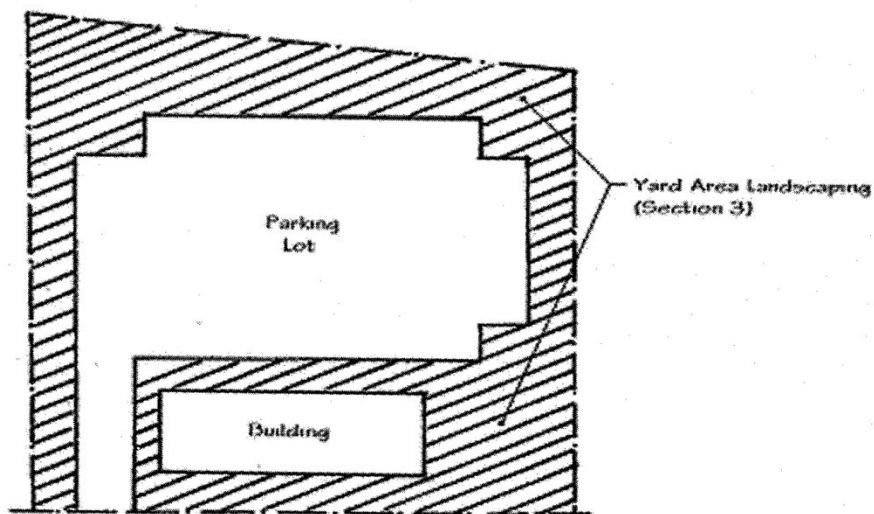 Parking
Lot
Yard Area Landscaping
(Section 3)
Building